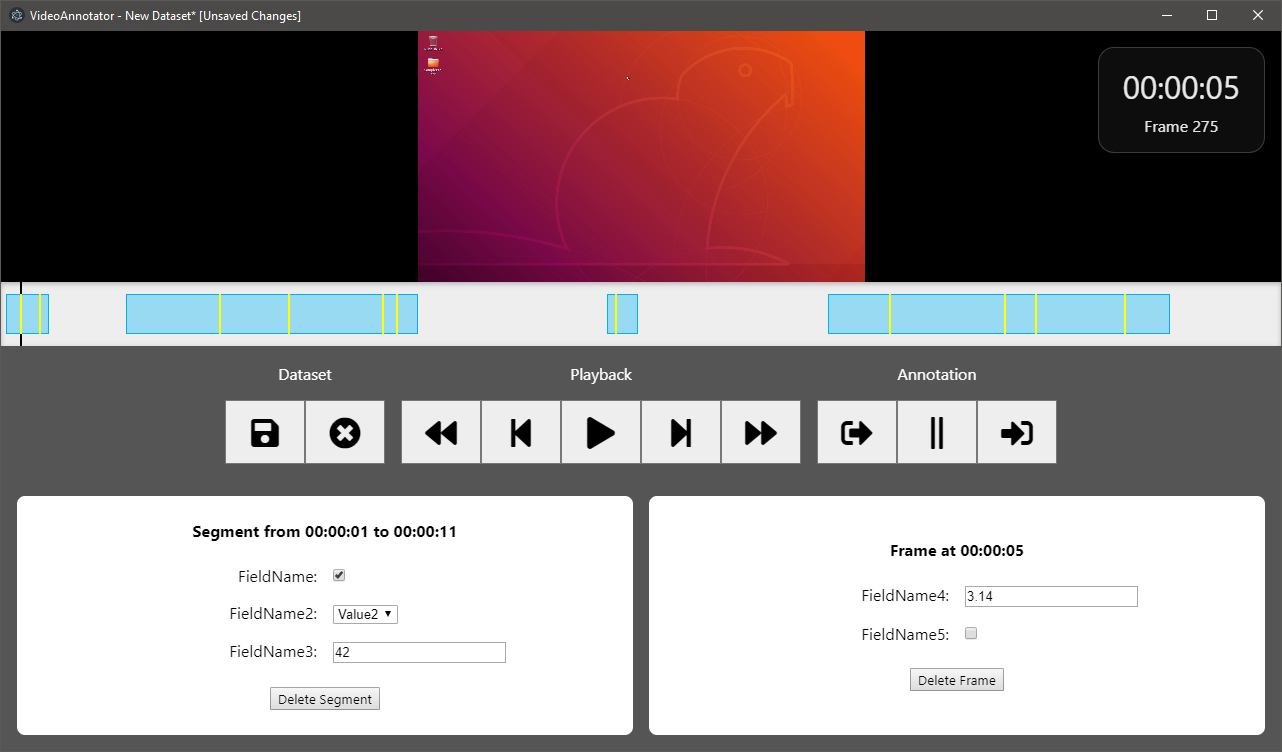 VideoAnnotator - New Dataset* [Unsaved Changes]
00:00:05
Frame 275
Dataset
Playback
Annotation
Segment from 00:00:01 to 00:00:11
FieldName:
FieldName2: Value2
FieldName3: 42
Delete Segment
Frame at 00:00:05
FieldName4: 3.14
FieldName5:
Delete Frame